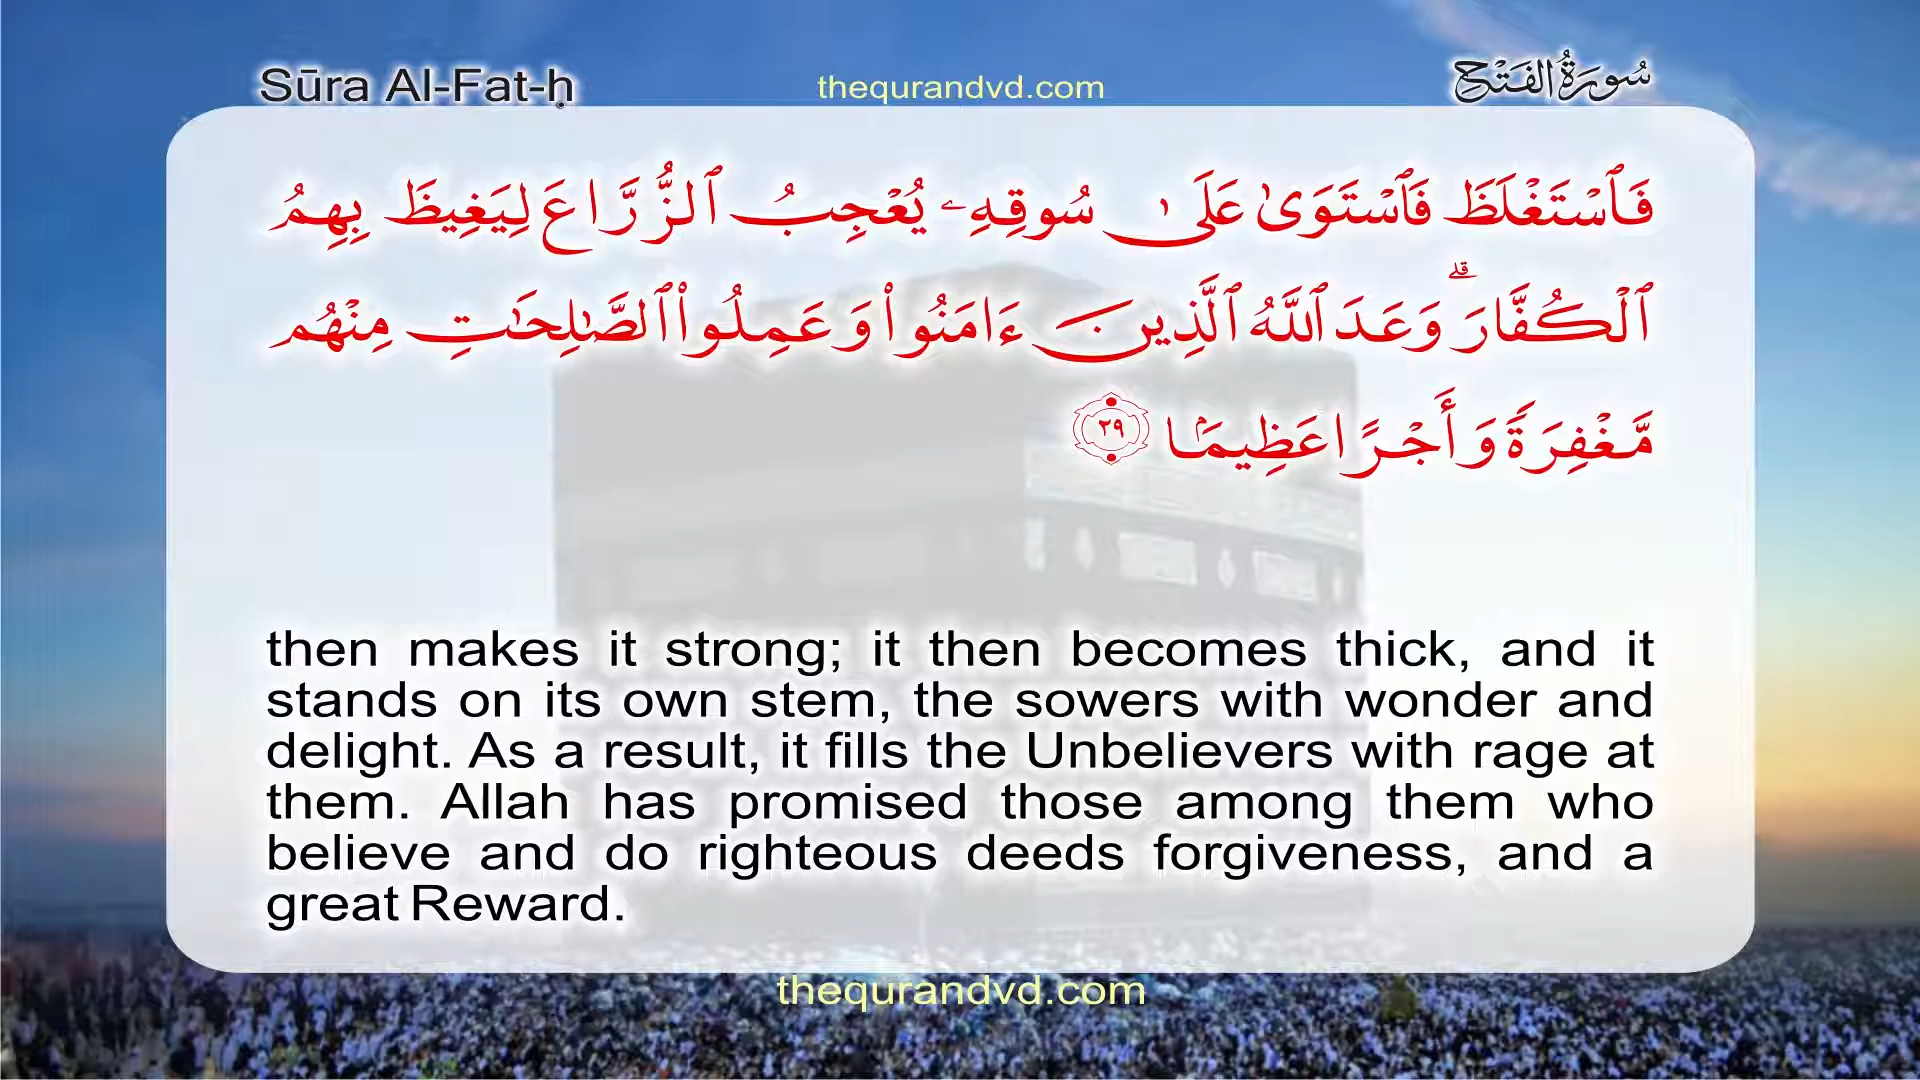 Sūra Al-Fat-ḥ
thequrandvd.com
سُورَةُ الفَتْح
فَٱسْتَغْلَظَ فَٱسْتَوَىٰ عَلَىٰ سُوقِهِۦ يُعْجِبُ ٱلزُّرَّاعَ لِيَغِيظَ بِهِمُ
ٱلْكُفَّارَ ۗ وَعَدَ ٱللَّهُ ٱلَّذِينَ ءَامَنُوا۟ وَعَمِلُوا۟ ٱلصَّـٰلِحَـٰتِ مِنْهُم
مَّغْفِرَةً وَأَجْرًا عَظِيمًۢا ٢٩
then makes it strong; it then becomes thick, and it
stands on its own stem, the sowers with wonder and
delight. As a result, it fills the Unbelievers with rage at
them. Allah has promised those among them who
believe and do righteous deeds forgiveness, and a
great Reward.
thequrandvd.com